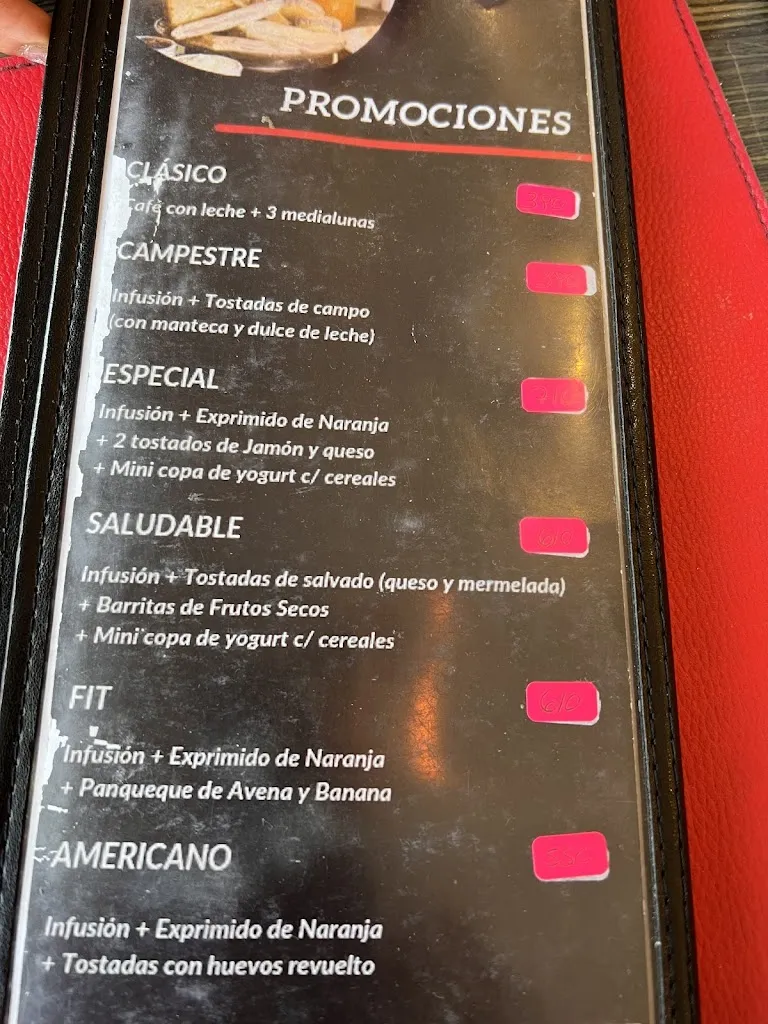 PROMOCIONES
CLÁSICO
Café con leche + 3 medialunas
CAMPESTRE
Infusión + Tostadas de campo
(con manteca y dulce de leche)
ESPECIAL
Infusión + Exprimido de Naranja
+ 2 tostados de Jamón y queso
+ Mini copa de yogurt c/ cereales
SALUDABLE
Infusión + Tostadas de salvado (queso y mermelada)
+ Barritas de Frutos Secos
+ Mini copa de yogurt c/ cereales
FIT
610
Infusión + Exprimido de Naranja
+ Panqueque de Avena y Banana
AMERICANO
Infusión + Exprimido de Naranja
+ Tostadas con huevos revuelto